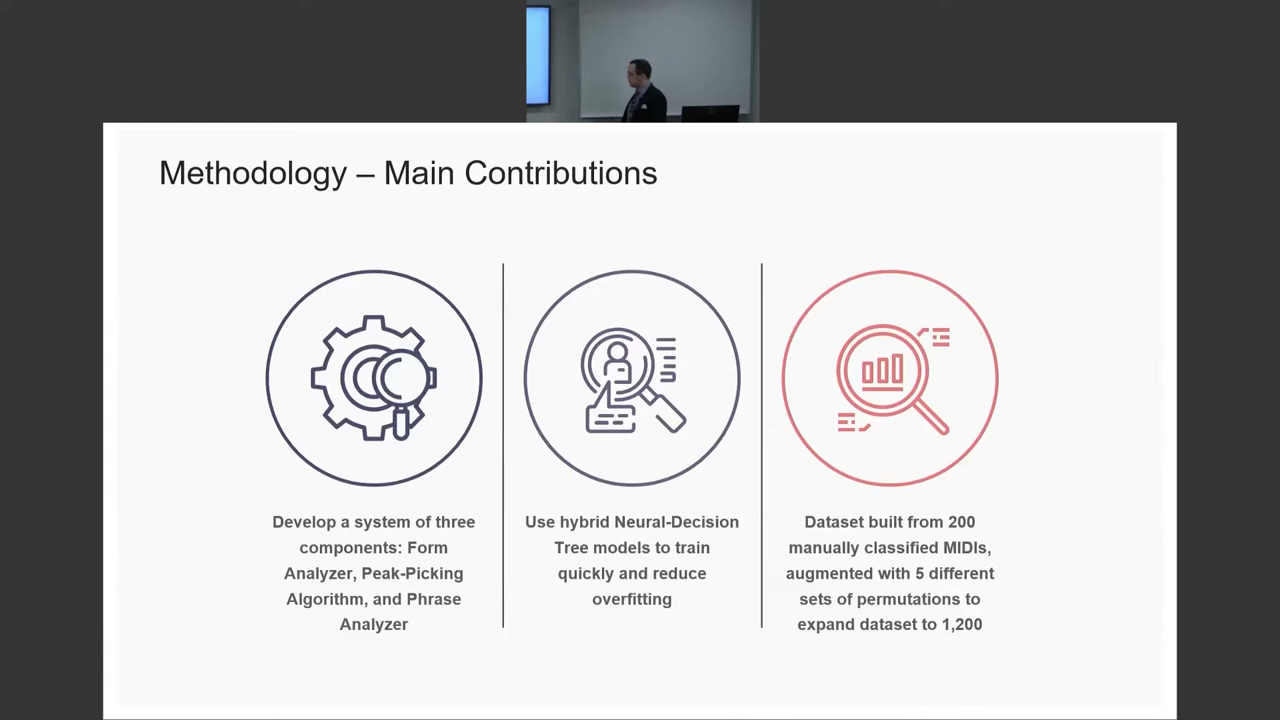 Methodology – Main Contributions
Develop a system of three
components: Form
Analyzer, Peak-Picking
Algorithm, and Phrase
Analyzer
Use hybrid Neural-Decision
Tree models to train
quickly and reduce
overfitting
Dataset built from 200
manually classified MIDIs,
augmented with 5 different
sets of permutations to
expand dataset to 1,200